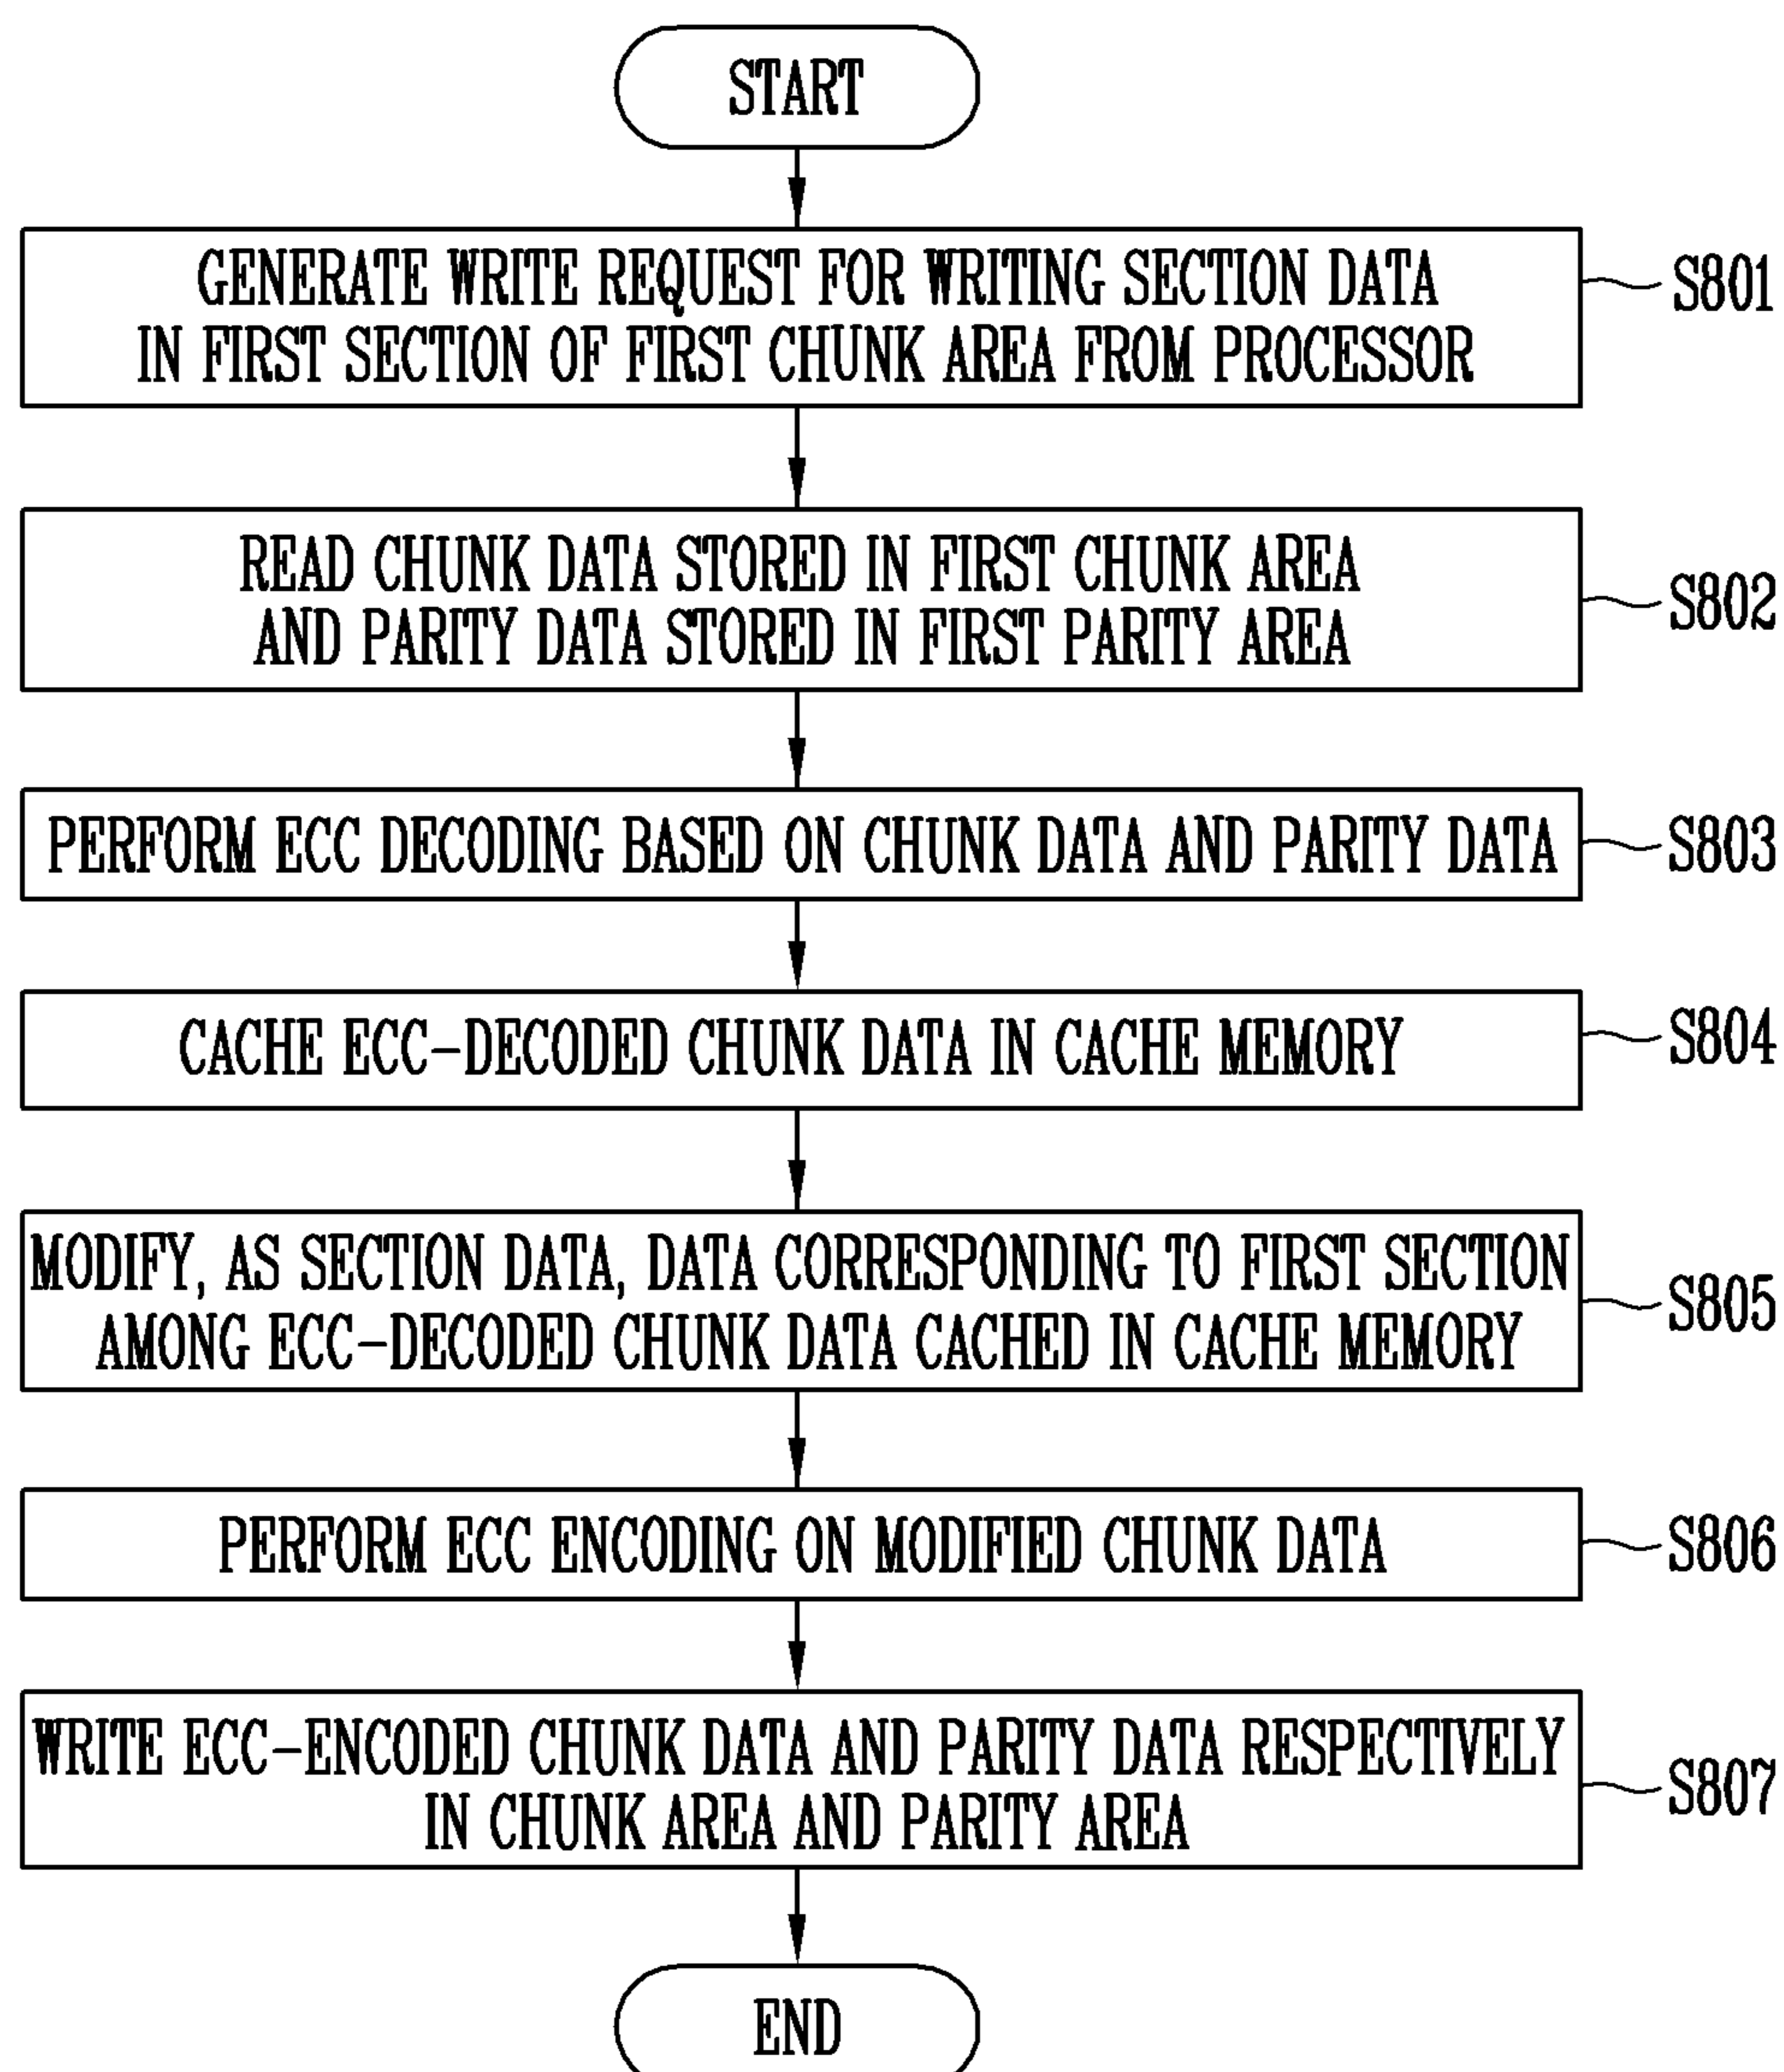 START
GENERATE WRITE REQUEST FOR WRITING SECTION DATA
IN FIRST SECTION OF FIRST CHUNK AREA FROM PROCESSOR
S801
READ CHUNK DATA STORED IN FIRST CHUNK AREA
AND PARITY DATA STORED IN FIRST PARITY AREA
S802
PERFORM ECC DECODING BASED ON CHUNK DATA AND PARITY DATA
S803
CACHE ECC-DECODED CHUNK DATA IN CACHE MEMORY
S804
MODIFY, AS SECTION DATA, DATA CORRESPONDING TO FIRST SECTION
AMONG ECC-DECODED CHUNK DATA CACHED IN CACHE MEMORY
S805
PERFORM ECC ENCODING ON MODIFIED CHUNK DATA
S806
WRITE ECC-ENCODED CHUNK DATA AND PARITY DATA RESPECTIVELY
IN CHUNK AREA AND PARITY AREA
S807
END